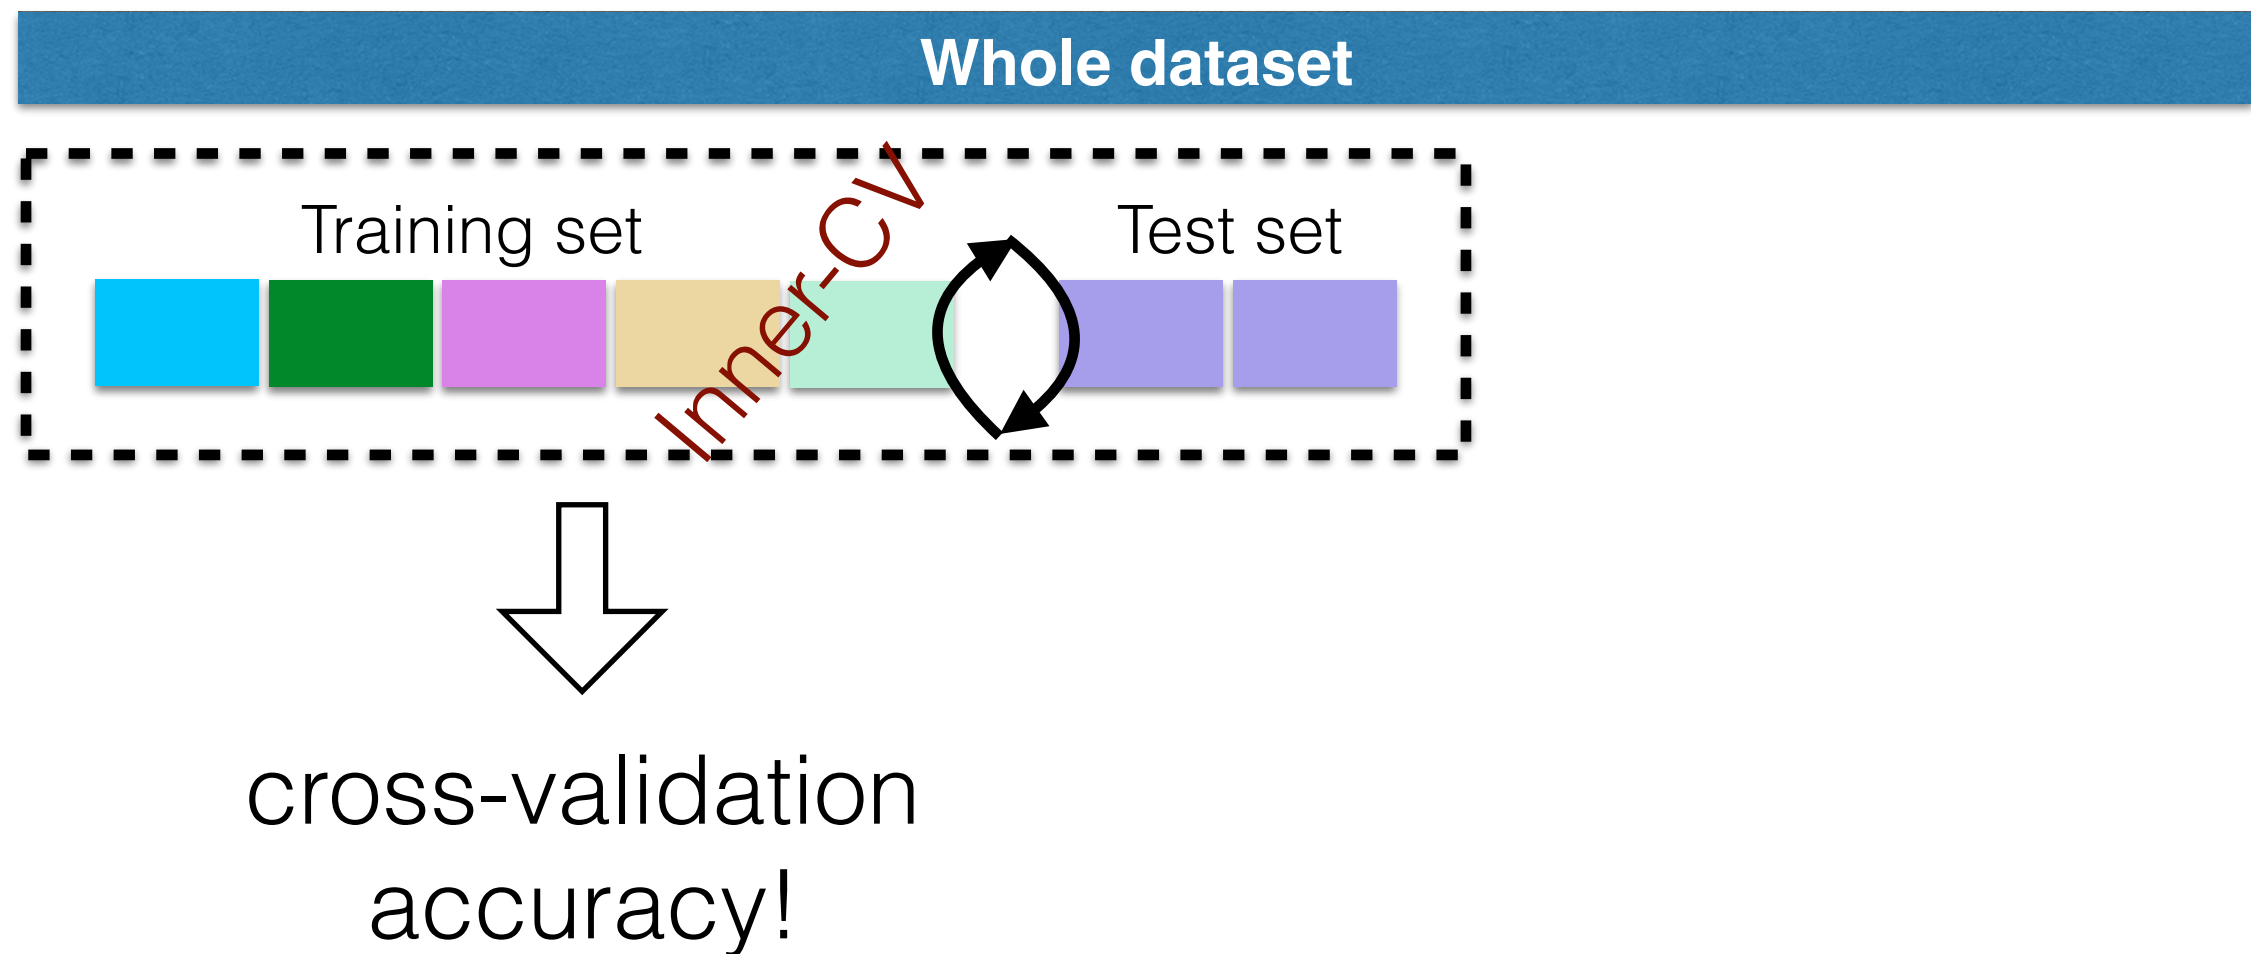 Whole dataset
Training set
Inner-CV
Test set
cross-validation
accuracy!